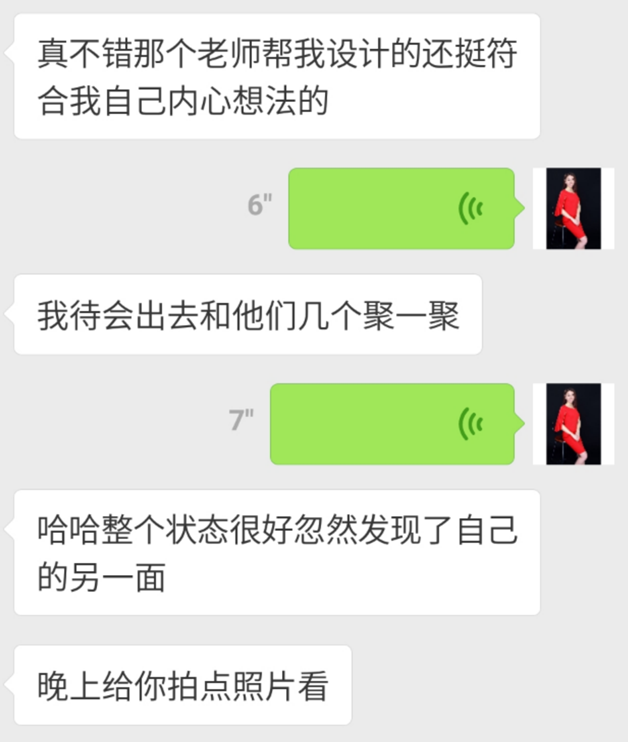 真不错那个老师帮我设计的还挺符
合我自己内心想法的
6"
我待会出去和他们几个聚一聚
7"
哈哈整个状态很好忽然发现了自己
的另一面
晚上给你拍点照片看